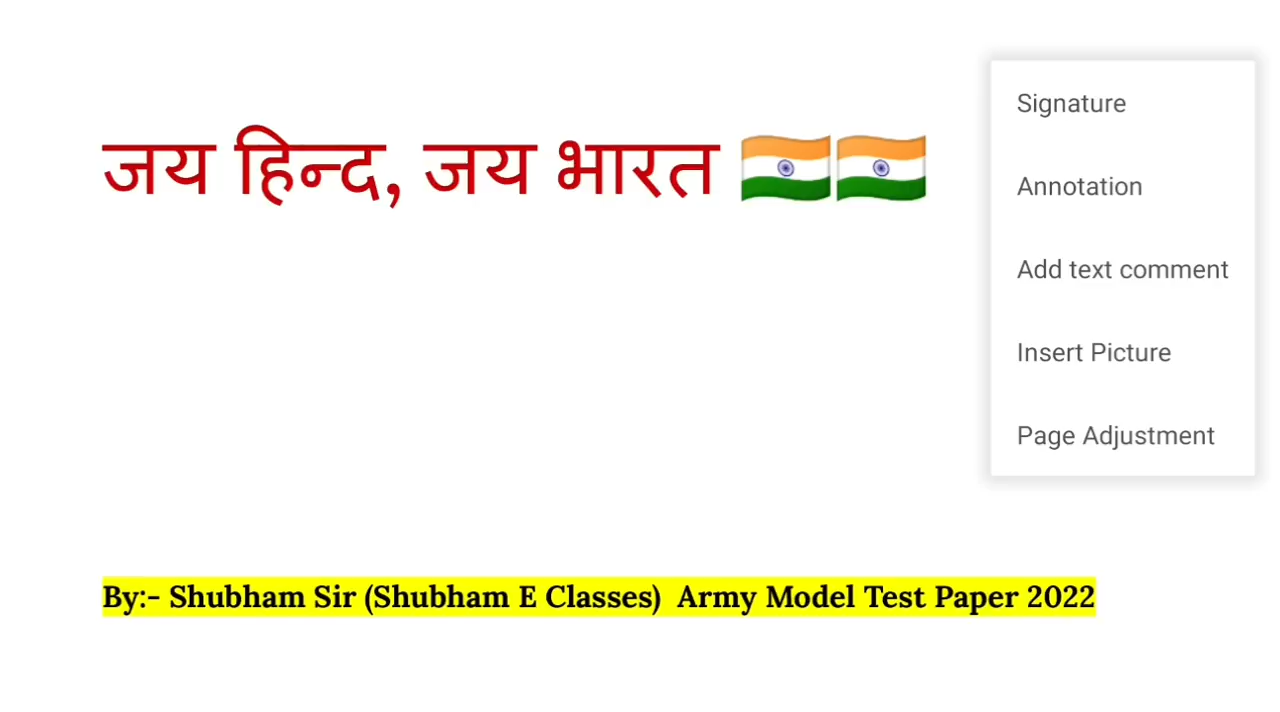 जय हिन्द, जय भारत 🇮🇳🇮🇳
Signature
Annotation
Add text comment
Insert Picture
Page Adjustment
By:- Shubham Sir (Shubham E Classes)  Army Model Test Paper 2022